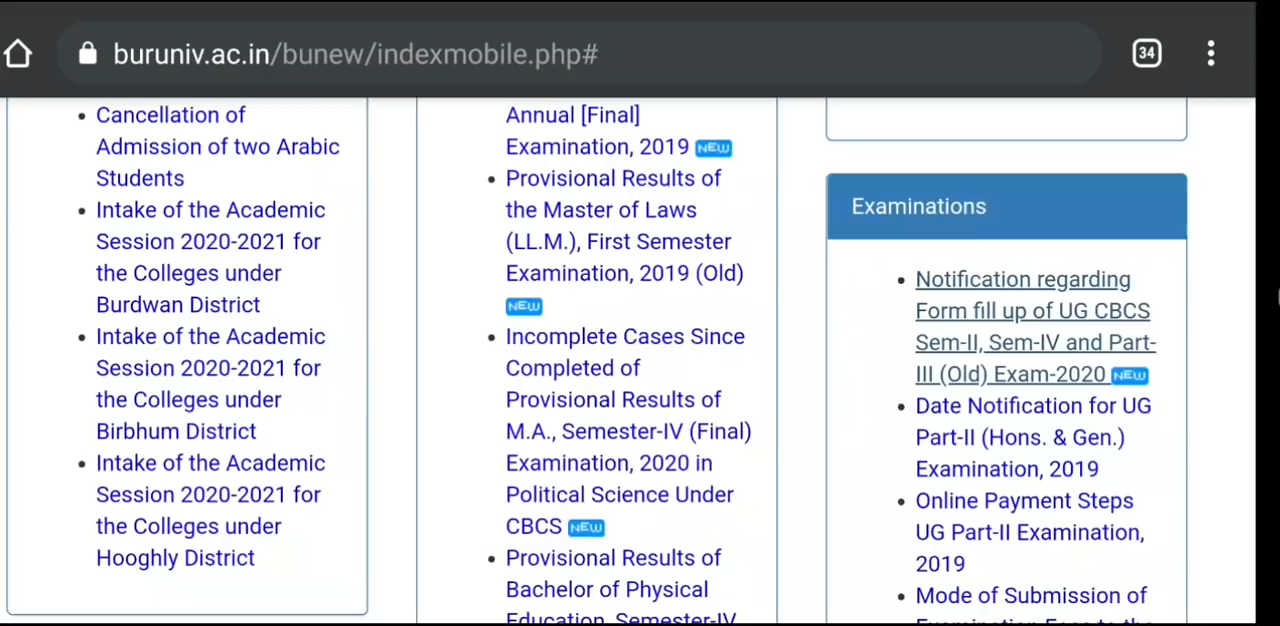 buruniv.ac.in/bunew/indexmobile.php#
34
Cancellation of
Admission of two Arabic
Students
Intake of the Academic
Session 2020-2021 for
the Colleges under
Burdwan District
Intake of the Academic
Session 2020-2021 for
the Colleges under
Birbhum District
Intake of the Academic
Session 2020-2021 for
the Colleges under
Hooghly District
Annual [Final]
Examination, 2019 NEW
Provisional Results of
the Master of Laws
(LL.M.), First Semester
Examination, 2019 (Old)
NEW
Incomplete Cases Since
Completed of
Provisional Results of
M.A., Semester-IV (Final)
Examination, 2020 in
Political Science Under
CBCS NEW
Provisional Results of
Bachelor of Physical
Education, Semester-IV
Examinations
Notification regarding
Form fill up of UG CBCS
Sem-II, Sem-IV and Part-
III (Old) Exam-2020 NEW
Date Notification for UG
Part-II (Hons. & Gen.)
Examination, 2019
Online Payment Steps
UG Part-II Examination,
2019
Mode of Submission of
Examination Fees to the